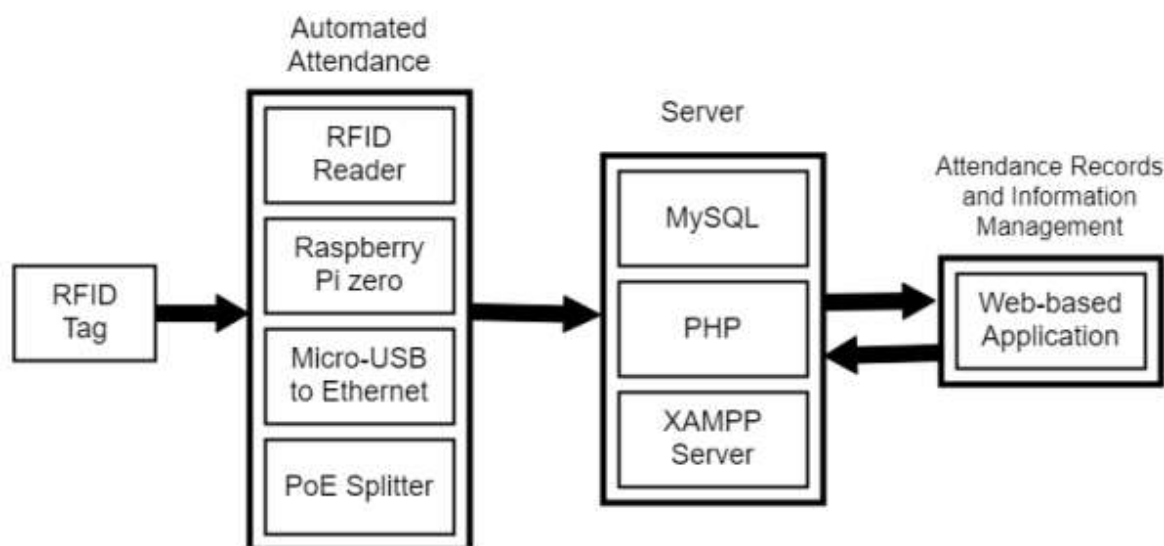 Automated
Attendance
RFID
Reader
Raspberry
Pi zero
Micro-USB
to Ethernet
PoE Splitter
RFID
Tag
Server
MySQL
PHP
XAMPP
Server
Attendance Records
and Information
Management
Web-based
Application